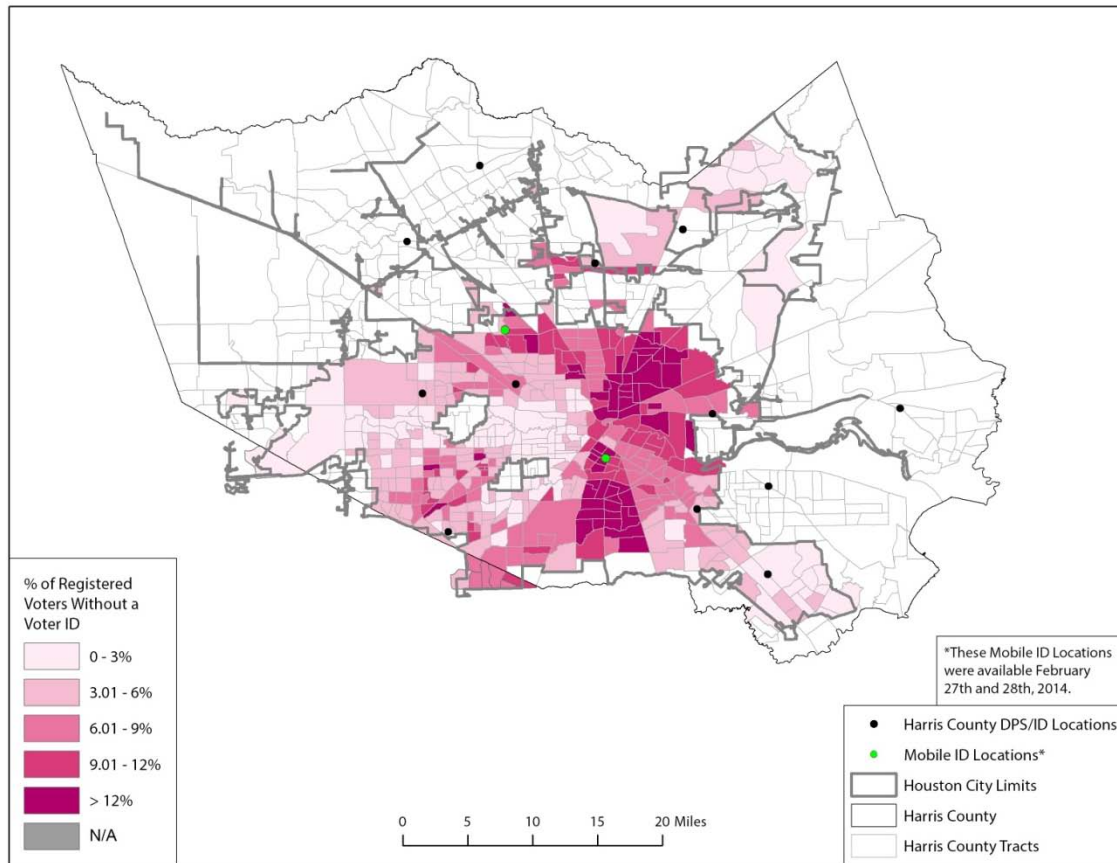 % of Registered
Voters Without a
Voter ID
0 - 3%
3.01 - 6%
6.01 - 9%
9.01 - 12%
> 12%
N/A
0 5 10 15 20 Miles
*These Mobile ID Locations
were available February
27th and 28th, 2014.
Harris County DPS/ID Locations
Mobile ID Locations*
Houston City Limits
Harris County
Harris County Tracts